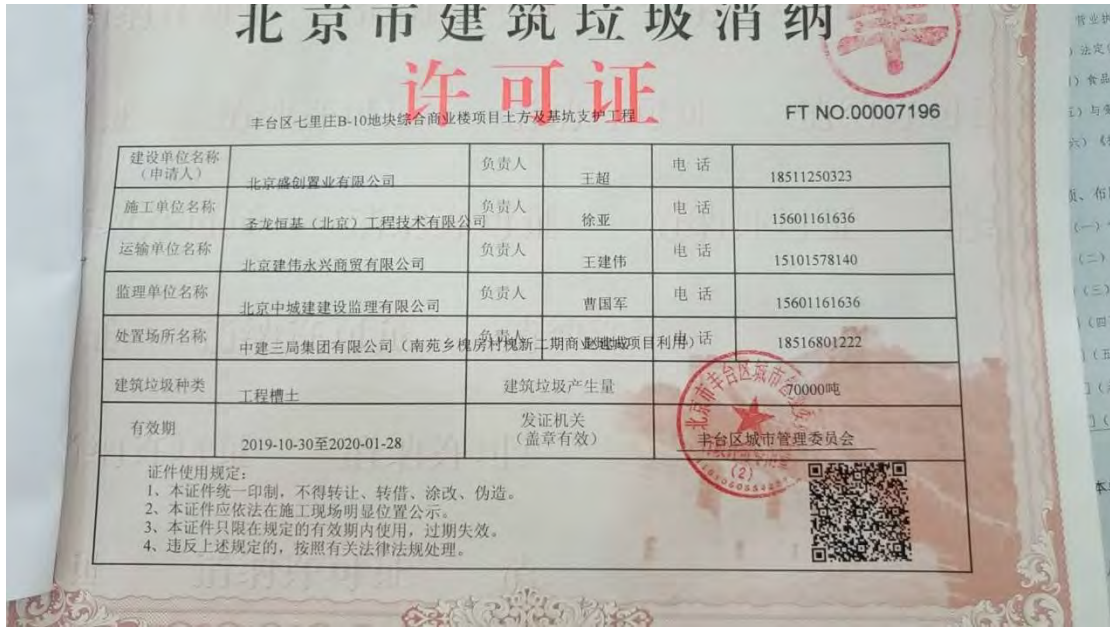 北京市建筑垃圾消纳
许可证
丰台区七里庄B-10地块综合商业楼项目土方及基坑支护工程
FT NO.00007196
建设单位名称
（申请人）
北京盛创置业有限公司
负责人
王超
电 话
18511250323
施工单位名称
圣龙恒基（北京）工程技术有限公司
负责人
徐亚
电 话
15601161636
运输单位名称
北京建伟永兴商贸有限公司
负责人
王建伟
电 话
15101578140
监理单位名称
北京中城建建设监理有限公司
负责人
曹国军
电 话
15601161636
处置场所名称
中建三局集团有限公司（南苑乡槐房村槐新二期商业地块项目利用）
负责人
电 话
18516801222
建筑垃圾种类
工程槽土
建筑垃圾产生量
70000吨
有效期
2019-10-30至2020-01-28
发证机关
（盖章有效）
丰台区城市管理委员会
证件使用规定：
1、本证件统一印制，不得转让、转借、涂改、伪造。
2、本证件应依法在施工现场明显位置公示。
3、本证件只限在规定的有效期内使用，过期失效。
4、违反上述规定的，按照有关法律法规处理。